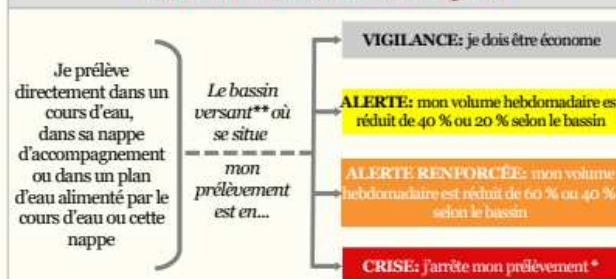 Je prélève
directement dans un
cours d'eau,
dans sa nappe
d'accompagnement
ou dans un plan
d'eau alimenté par le
cours d'eau ou cette
nappe
Le bassin
versant** où
se situe
mon
prélèvement
est en...
VIGILANCE: je dois être économe
ALERTE: mon volume hebdomadaire es
réduit de 40 % ou 20 % selon le bassin
ALERTE RENFORCÉE: mon volume
hebdomadaire est réduit de 60 % ou 40 %
selon le bassin
CRISE: j'arrête mon prélèvement *